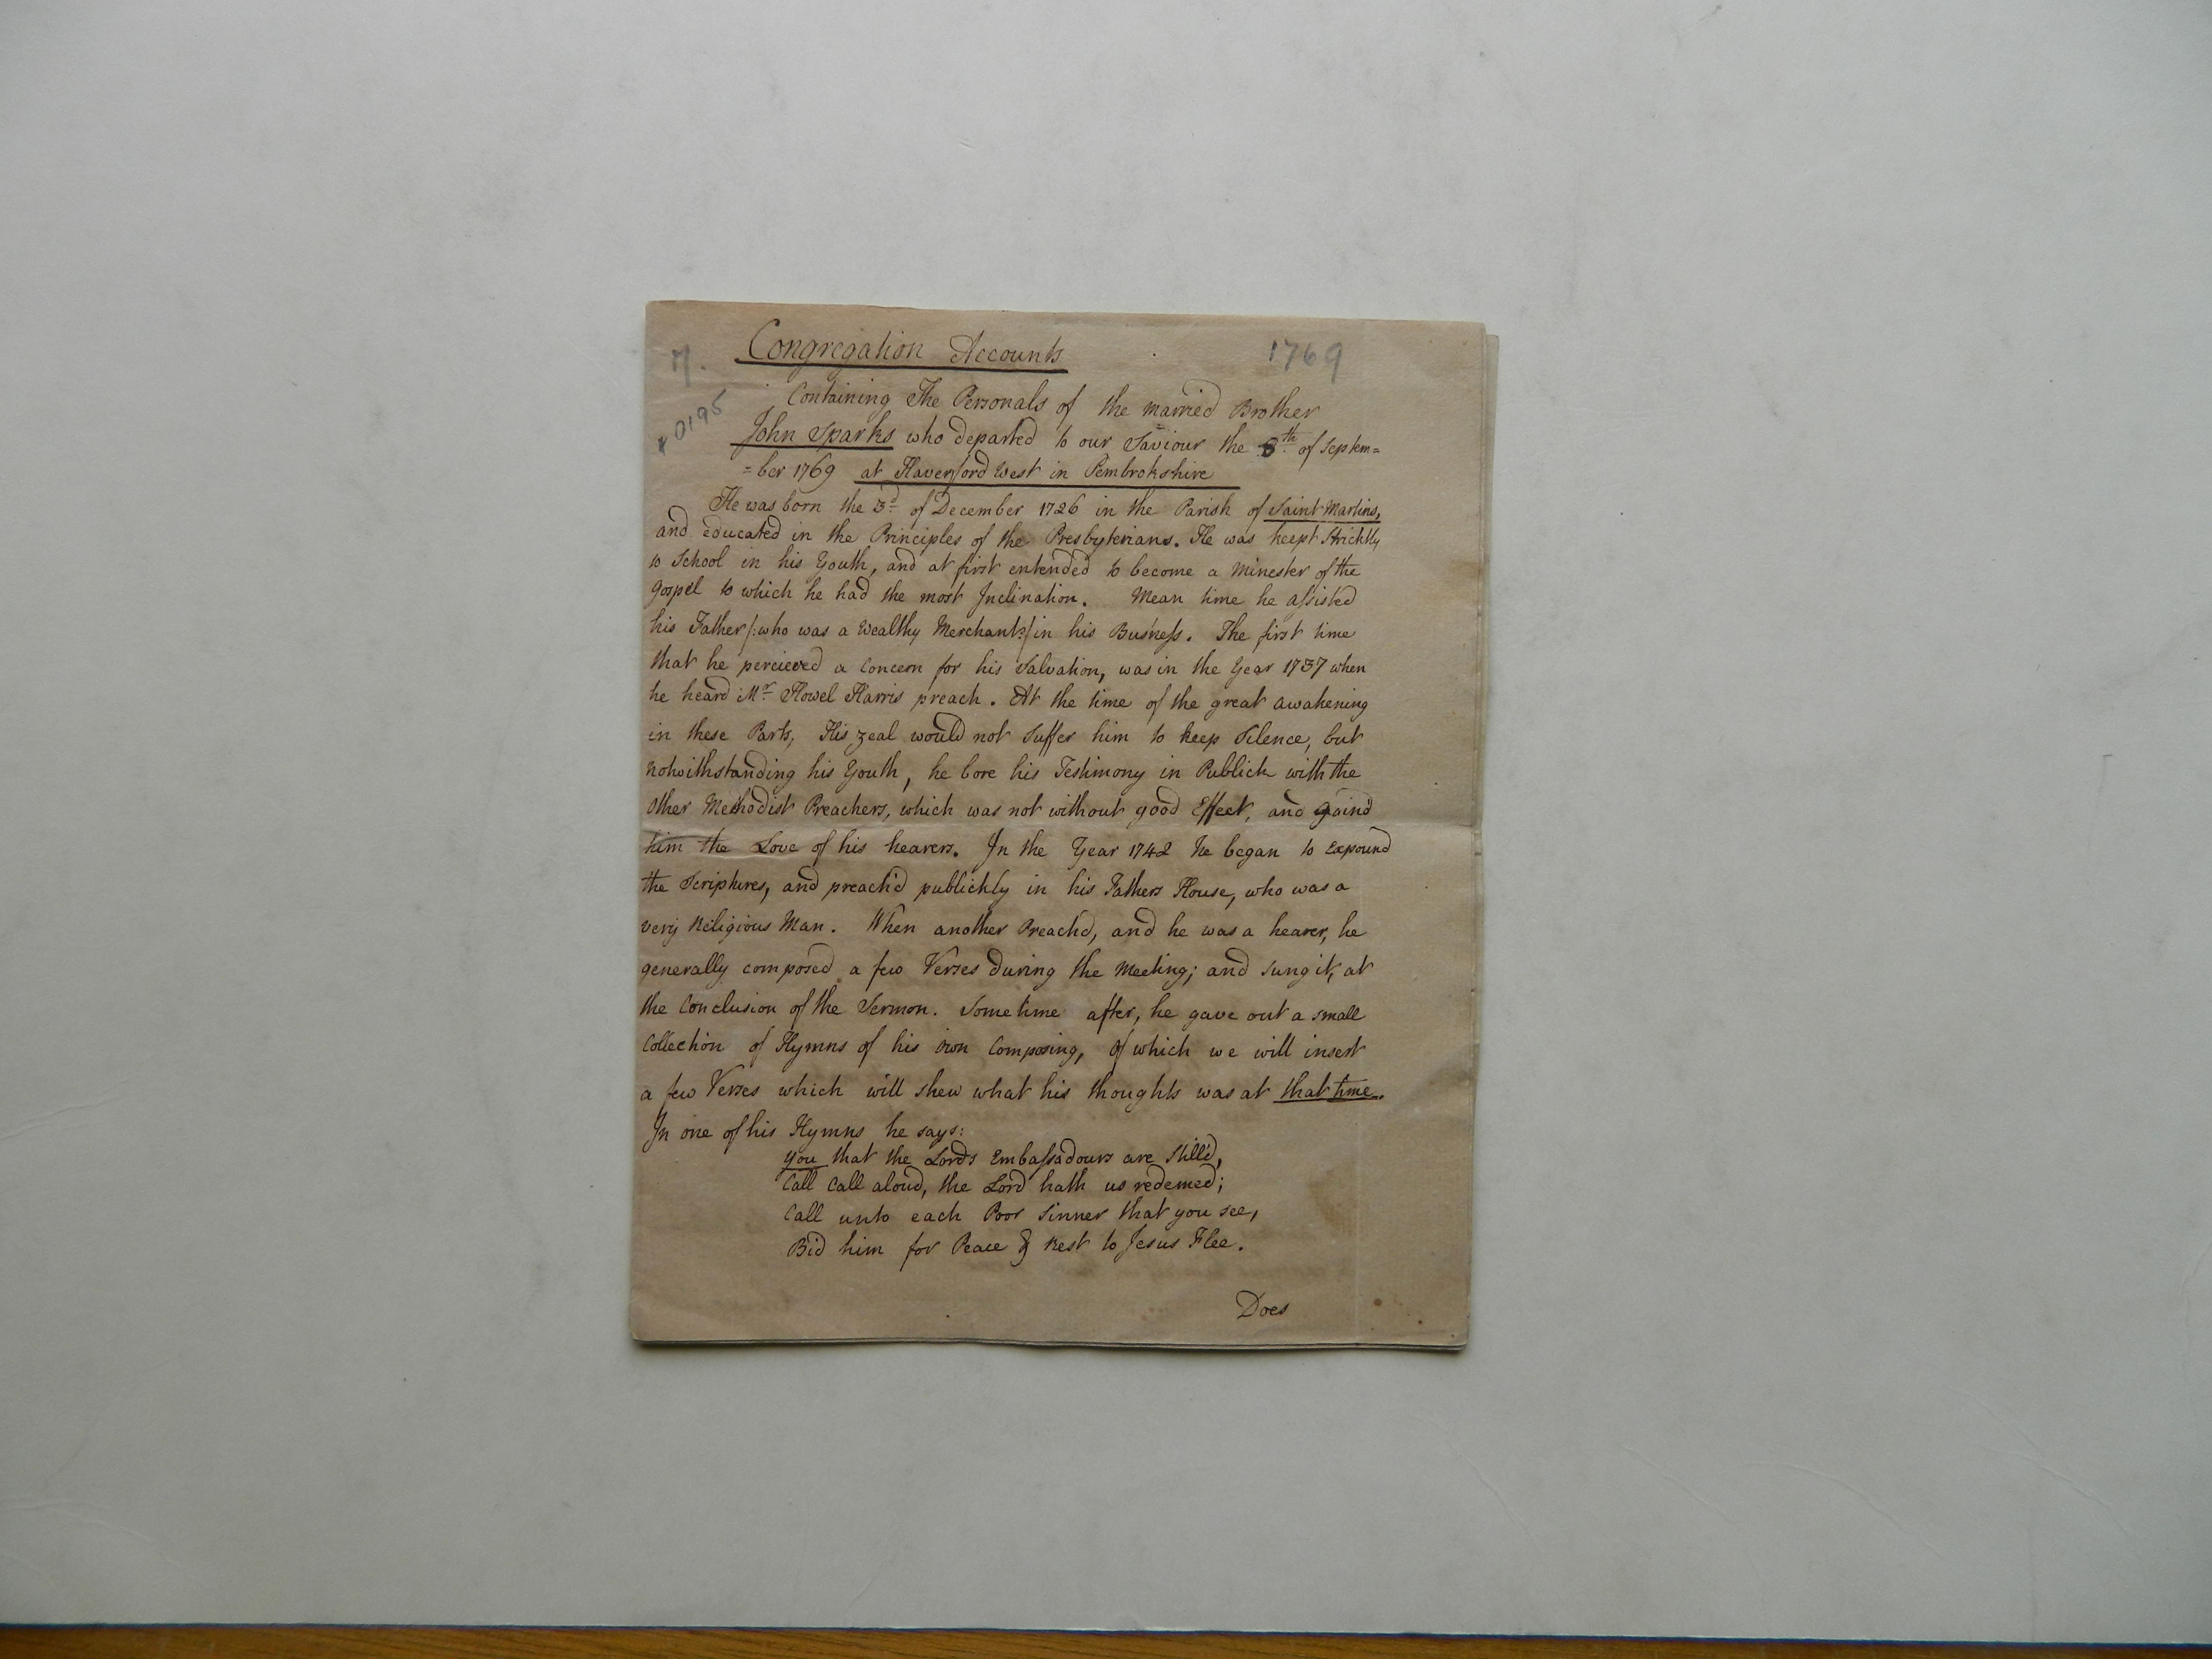 Congregation Accounts
1769
7.
0195
Containing The Personals of the married Brother
John Sparks who departed to our Saviour the 8th of Septem=
=ber 1769 at Haverford West in Pembrokshire
He was born the 3d of December 1726 in the Parish of Saint Martins,
and educated in the Principles of the Presbyterians. He was keept Strichtly
to School in his Youth, and at first entended to become a Minester of the
Gospel to which he had the most Inclination. Mean time he assisted
his Father /:who was a Wealthy Merchant:/ in his Busness. The first time
that he percieved a Concern for his Salvation, was in the Year 1737 when
he heard Mr Howel Harris preach. At the time of the great awakening
in these Parts, His zeal would not suffer him to keep Silence, but
notwithstanding his Youth, he bore his Testimony in Publick with the
other Methodist Preachers, which was not without good Effect, and gain'd
him the Love of his hearers. In the Year 1742 he began to Expound
the Scriptures, and preach'd publichly in his Fathers House, who was a
very Religious Man. When another Preach'd, and he was a hearer, he
generally composed a few Verses During the Meeting; and sung it, at
the Conclusion of the Sermon. Sometime after, he gave out a small
Collection of Hymns of his own Composing, of which we will insert
a few Verses which will shew what his thoughts was at that time.
In one of his Hymns he says:
You that the Lords Embassadours are still'd,
Call Call aloud, the Lord hath us redemed;
Call unto each Poor Sinner that you see,
Bid him for Peace & Rest to Jesus Flee.
Does